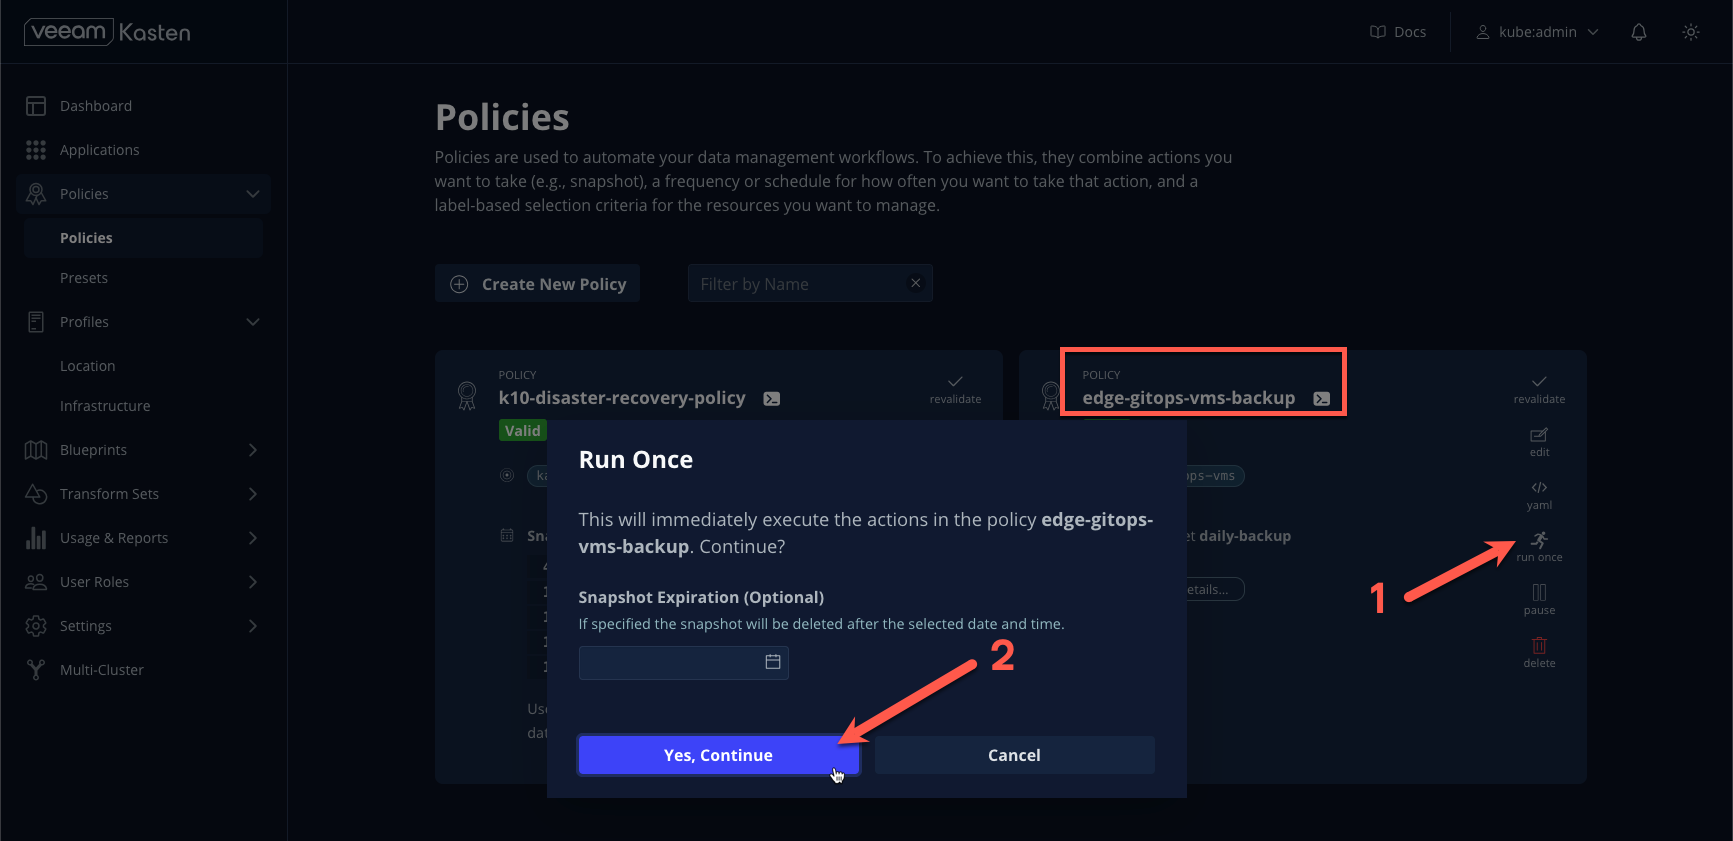 veeam Kasten
Docs
kube:admin
Dashboard
Applications
Policies
Policies
Presets
Profiles
Location
Infrastructure
Blueprints
Transform Sets
Usage & Reports
User Roles
Settings
Multi-Cluster
Policies
Policies are used to automate your data management workflows. To achieve this, they combine actions you
want to take (e.g., snapshot), a frequency or schedule for how often you want to take that action, and a
label-based selection criteria for the resources you want to manage.
Create New Policy
Filter by Name
POLICY
k10-disaster-recovery-policy
revalidate
Valid
POLICY
edge-gitops-vms-backup
revalidate
edit
yaml
run once
pause
delete
ops-vms
daily-backup
etails...
1
Run Once
This will immediately execute the actions in the policy edge-gitops-
vms-backup. Continue?
Snapshot Expiration (Optional)
If specified the snapshot will be deleted after the selected date and time.
2
Yes, Continue
Cancel